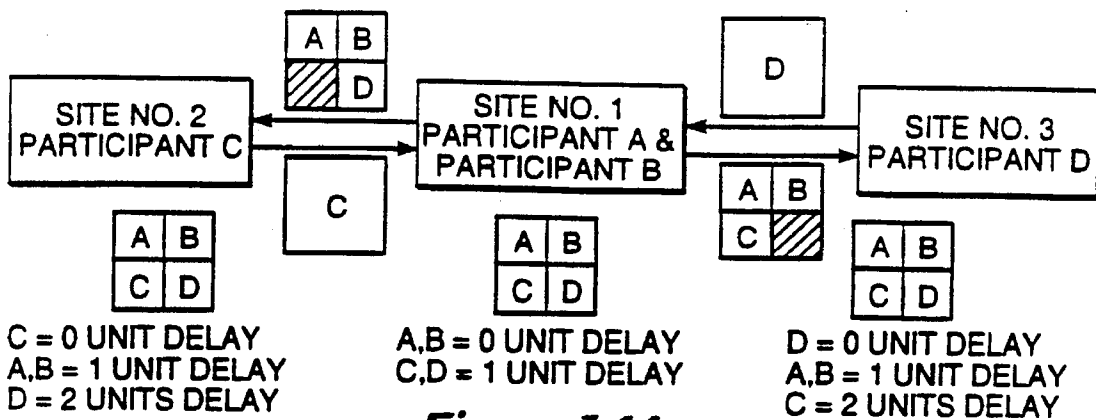 A B
D
D
SITE NO. 2
PARTICIPANT C
SITE NO. 1
PARTICIPANT A &
PARTICIPANT B
SITE NO. 3
PARTICIPANT D
C
A B
C
A B
C D
A B
C D
A B
C D
C = 0 UNIT DELAY
A,B = 1 UNIT DELAY
D = 2 UNITS DELAY
A,B = 0 UNIT DELAY
C,D = 1 UNIT DELAY
D = 0 UNIT DELAY
A,B = 1 UNIT DELAY
C = 2 UNITS DELAY